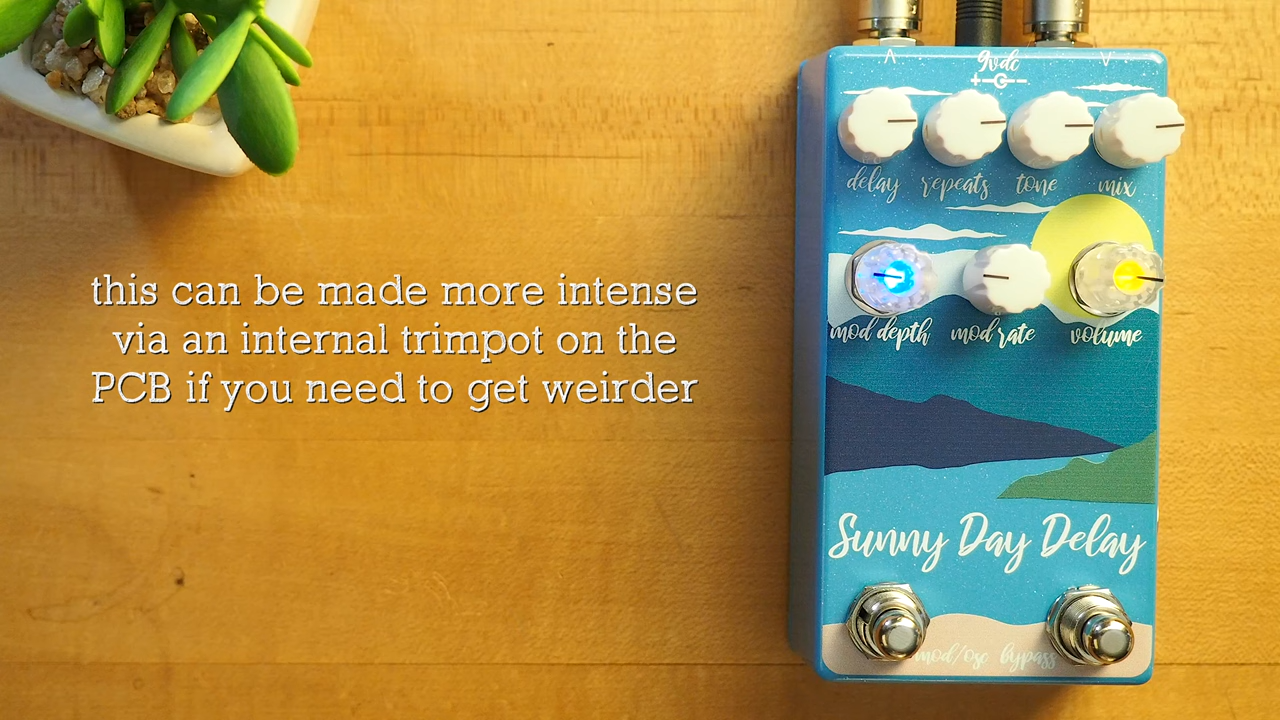 this can be made more intense
via an internal trimpot on the
PCB if you need to get weirder
9vdc
delay repeats tone mix
mod depth mod rate volume
Sunny Day Delay
mod/osc bypass